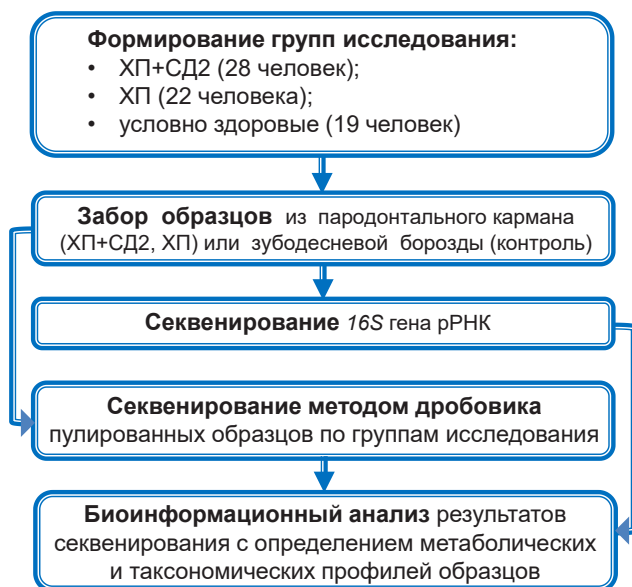 Формирование групп исследования:
• ХП+СД2 (28 человек);
• ХП (22 человека);
• условно здоровые (19 человек)
Забор образцов из пародонтального кармана
(ХП+СД2, ХП) или зубодесневой борозды (контроль)
Секвенирование 16S гена рРНК
Секвенирование методом дробовика
пулированных образцов по группам исследования
Биоинформационный анализ результатов
секвенирования с определением метаболических
и таксономических профилей образцов